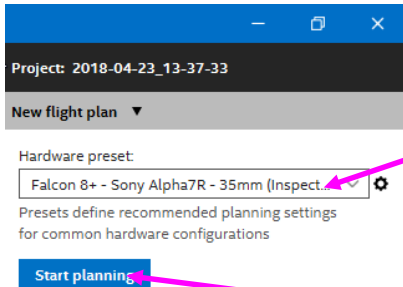 Project: 2018-04-23_13-37-33
New flight plan ▼
Hardware preset:
Falcon 8+ - Sony Alpha7R - 35mm (Inspect...
Presets define recommended planning settings
for common hardware configurations
Start planning